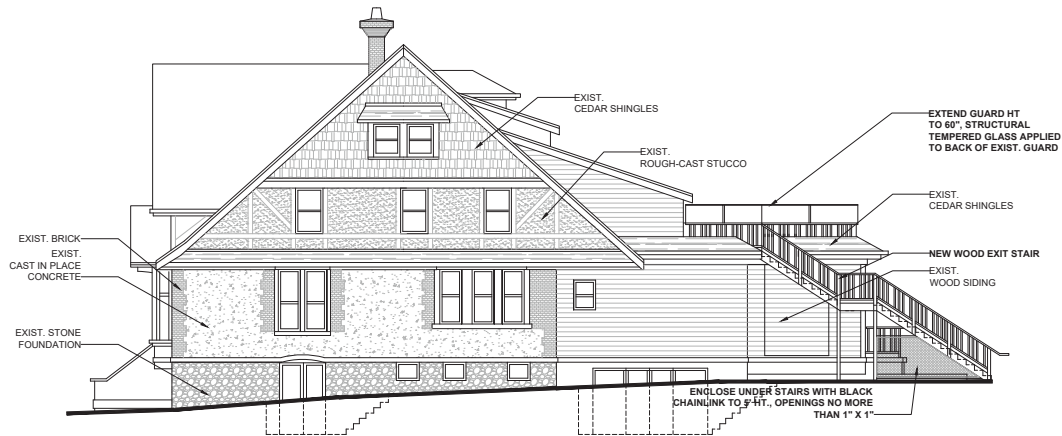 EXIST.
CEDAR SHINGLES
EXTEND GUARD HT
TO 60", STRUCTURAL
TEMPERED GLASS APPLIED
TO BACK OF EXIST. GUARD
EXIST.
ROUGH-CAST STUCCO
EXIST.
CEDAR SHINGLES
EXIST. BRICK
EXIST.
CAST IN PLACE
CONCRETE
NEW WOOD EXIT STAIR
EXIST.
WOOD SIDING
EXIST. STONE
FOUNDATION
ENCLOSE UNDER STAIRS WITH BLACK
CHAINLINK TO 5' HT., OPENINGS NO MORE
THAN 1" X 1"